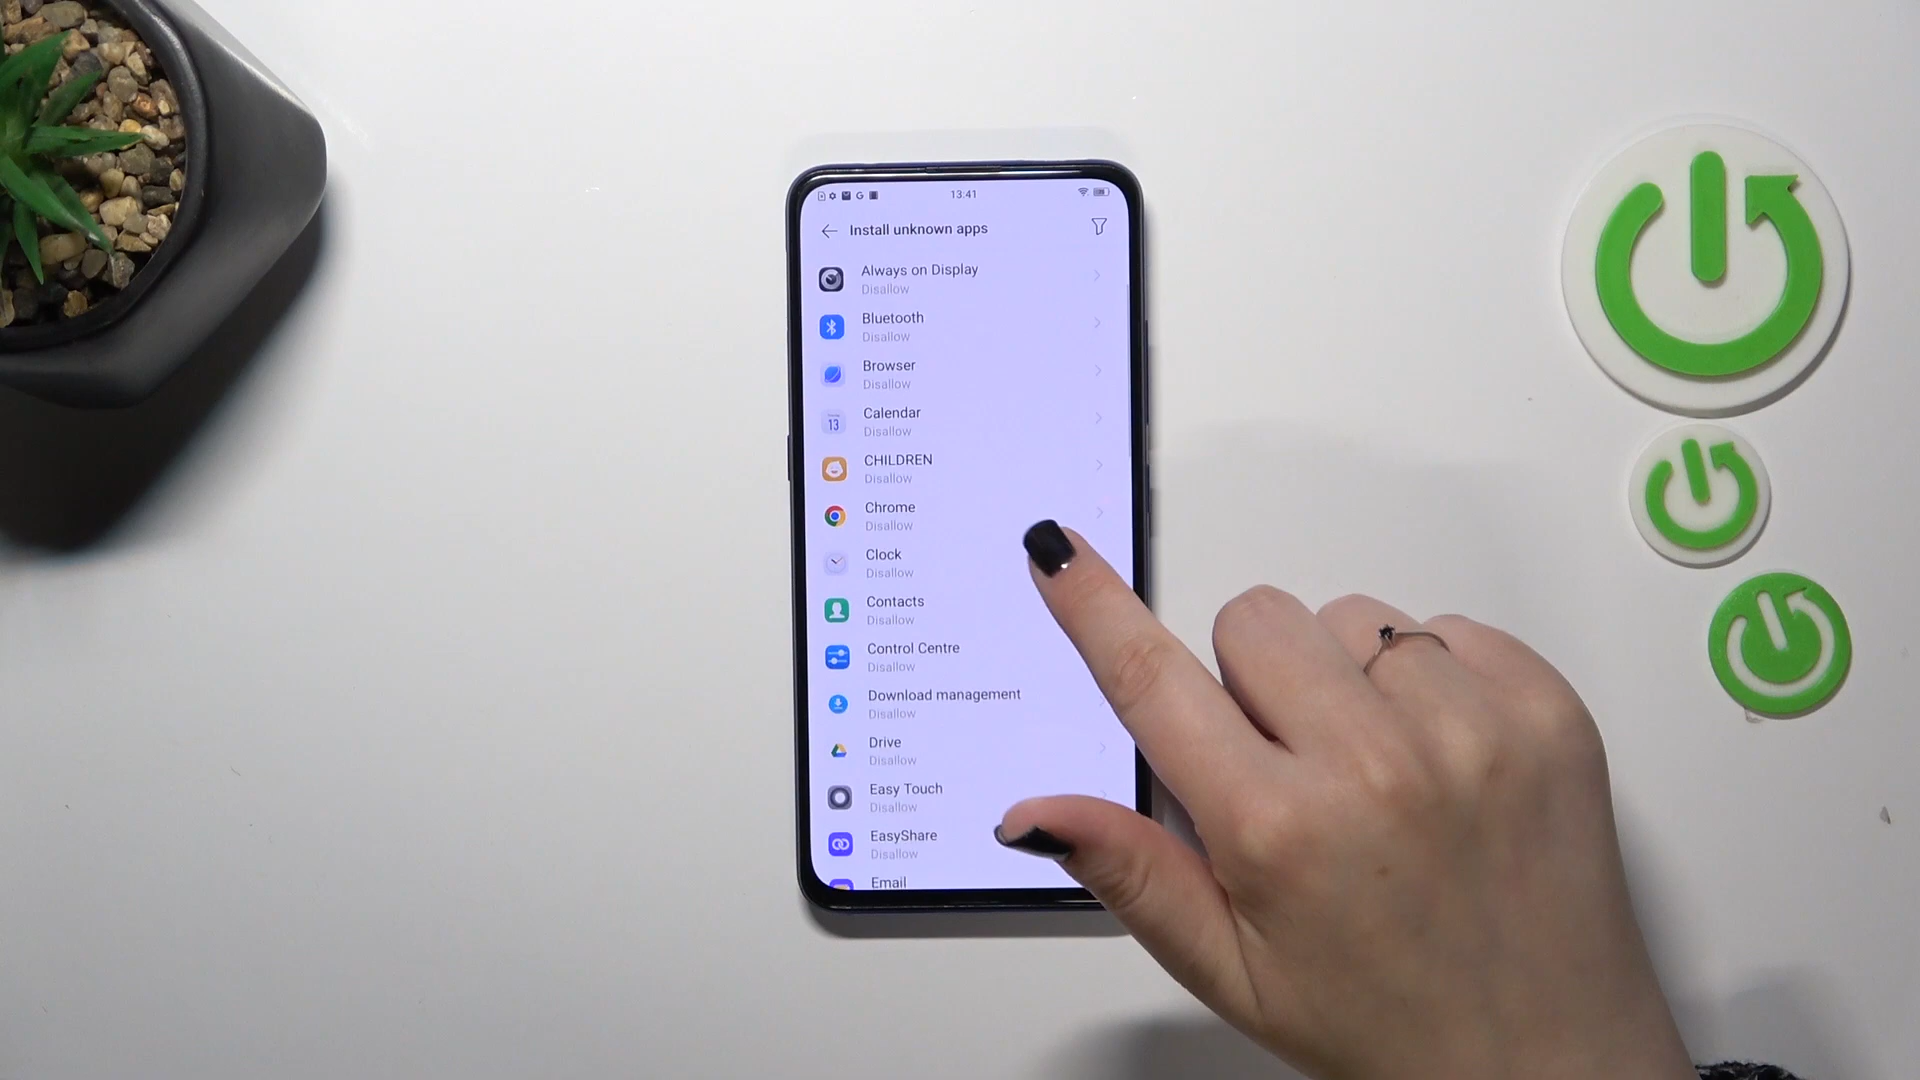 13:41
Install unknown apps
Always on Display
Disallow
Bluetooth
Disallow
Browser
Disallow
13
Calendar
Disallow
CHILDREN
Disallow
Chrome
Disallow
Clock
Disallow
Contacts
Disallow
Control Centre
Disallow
Download management
Disallow
Drive
Disallow
Easy Touch
Disallow
EasyShare
Disallow
Email